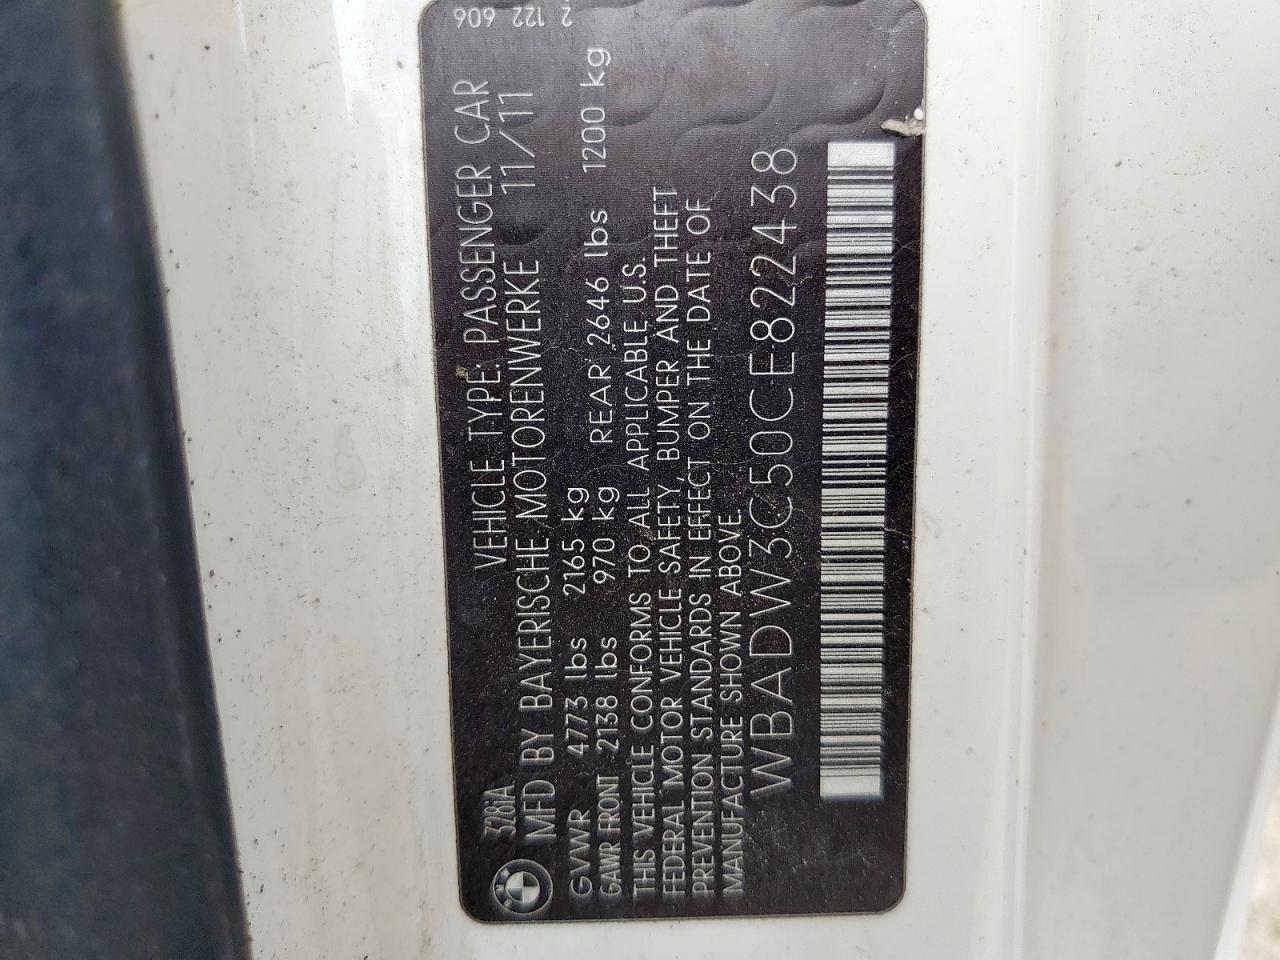 2 122 606
328iA VEHICLE TYPE: PASSENGER CAR
MFD BY BAYERISCHE MOTORENWERKE 11/11
GVWR 4773 lbs 2165 kg
GAWR FRONT 2138 lbs 970 kg REAR 2646 lbs 1200 kg
THIS VEHICLE CONFORMS TO ALL APPLICABLE U.S.
FEDERAL MOTOR VEHICLE SAFETY, BUMPER AND THEFT
PREVENTION STANDARDS IN EFFECT ON THE DATE OF
MANUFACTURE SHOWN ABOVE.
WBADW3C50CE822438